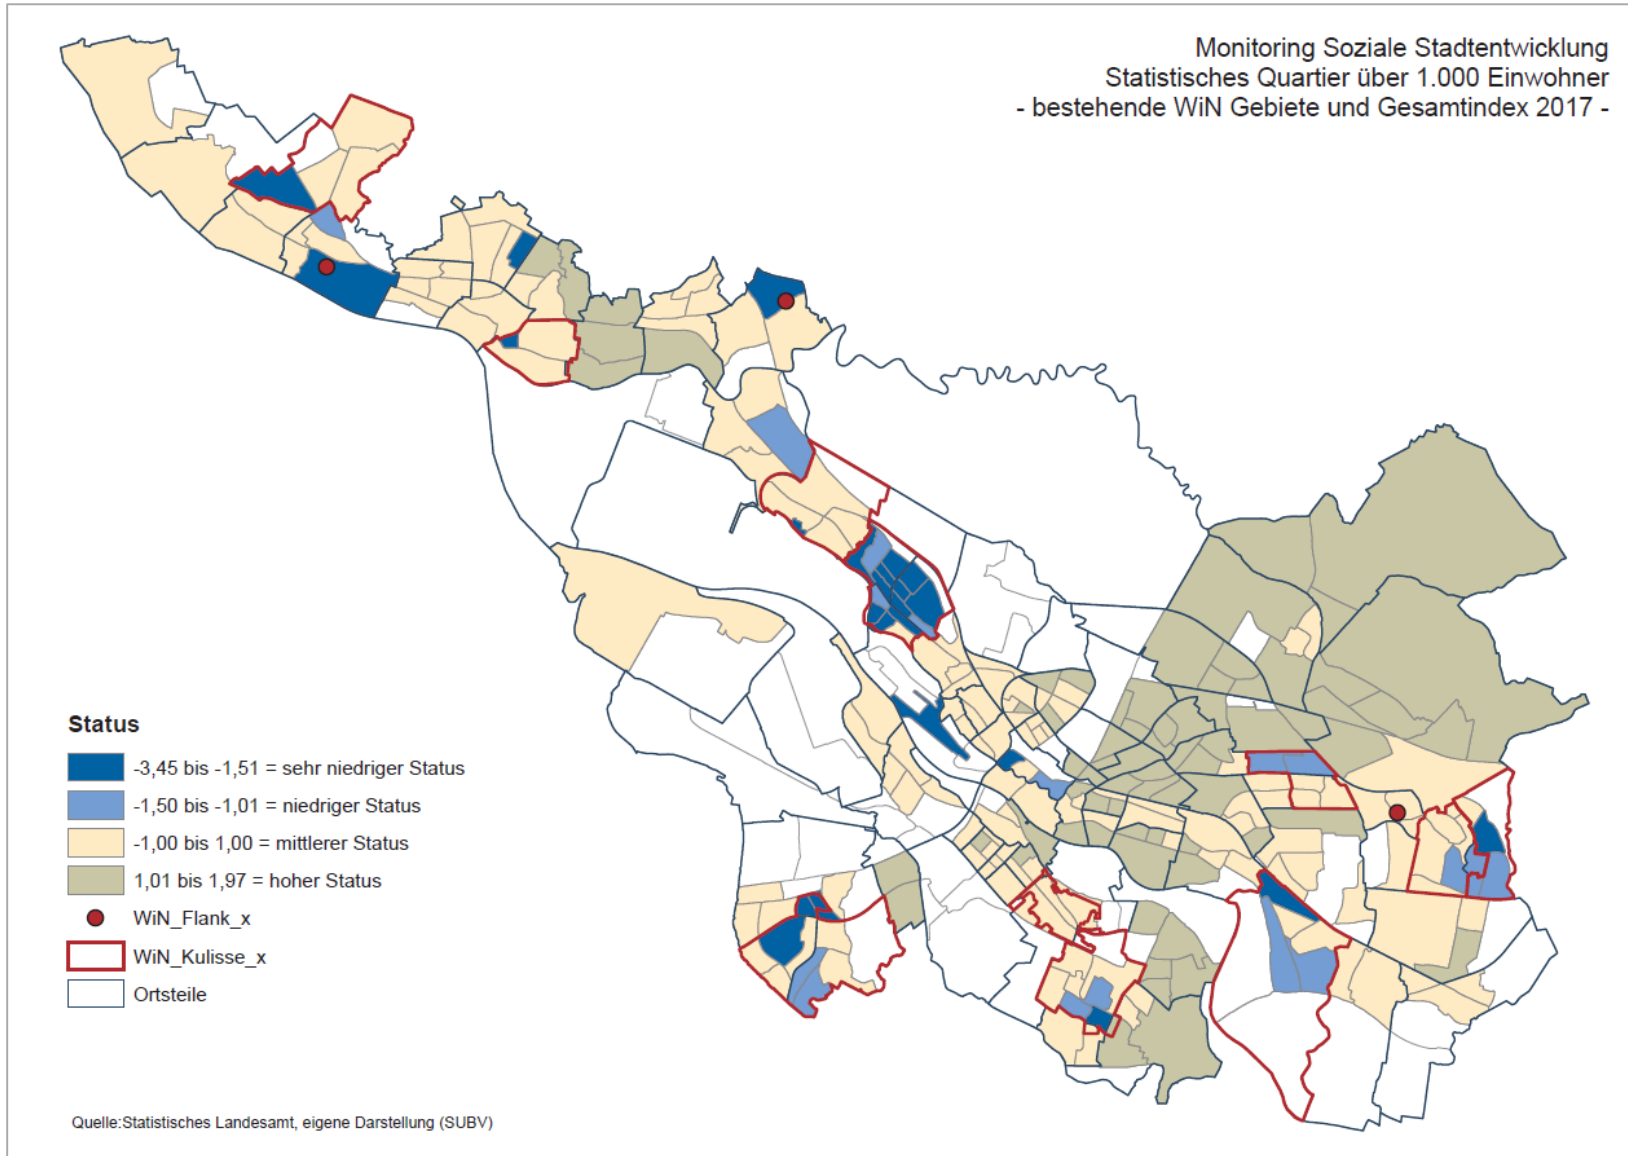 Monitoring Soziale Stadtentwicklung
Statistisches Quartier über 1.000 Einwohner
- bestehende WiN Gebiete und Gesamtindex 2017 -
Status
-3,45 bis -1,51 = sehr niedriger Status
-1,50 bis -1,01 = niedriger Status
-1,00 bis 1,00 = mittlerer Status
1,01 bis 1,97 = hoher Status
WiN_Flank_x
WiN_Kulisse_x
Ortsteile
Quelle:Statistisches Landesamt, eigene Darstellung (SUBV)